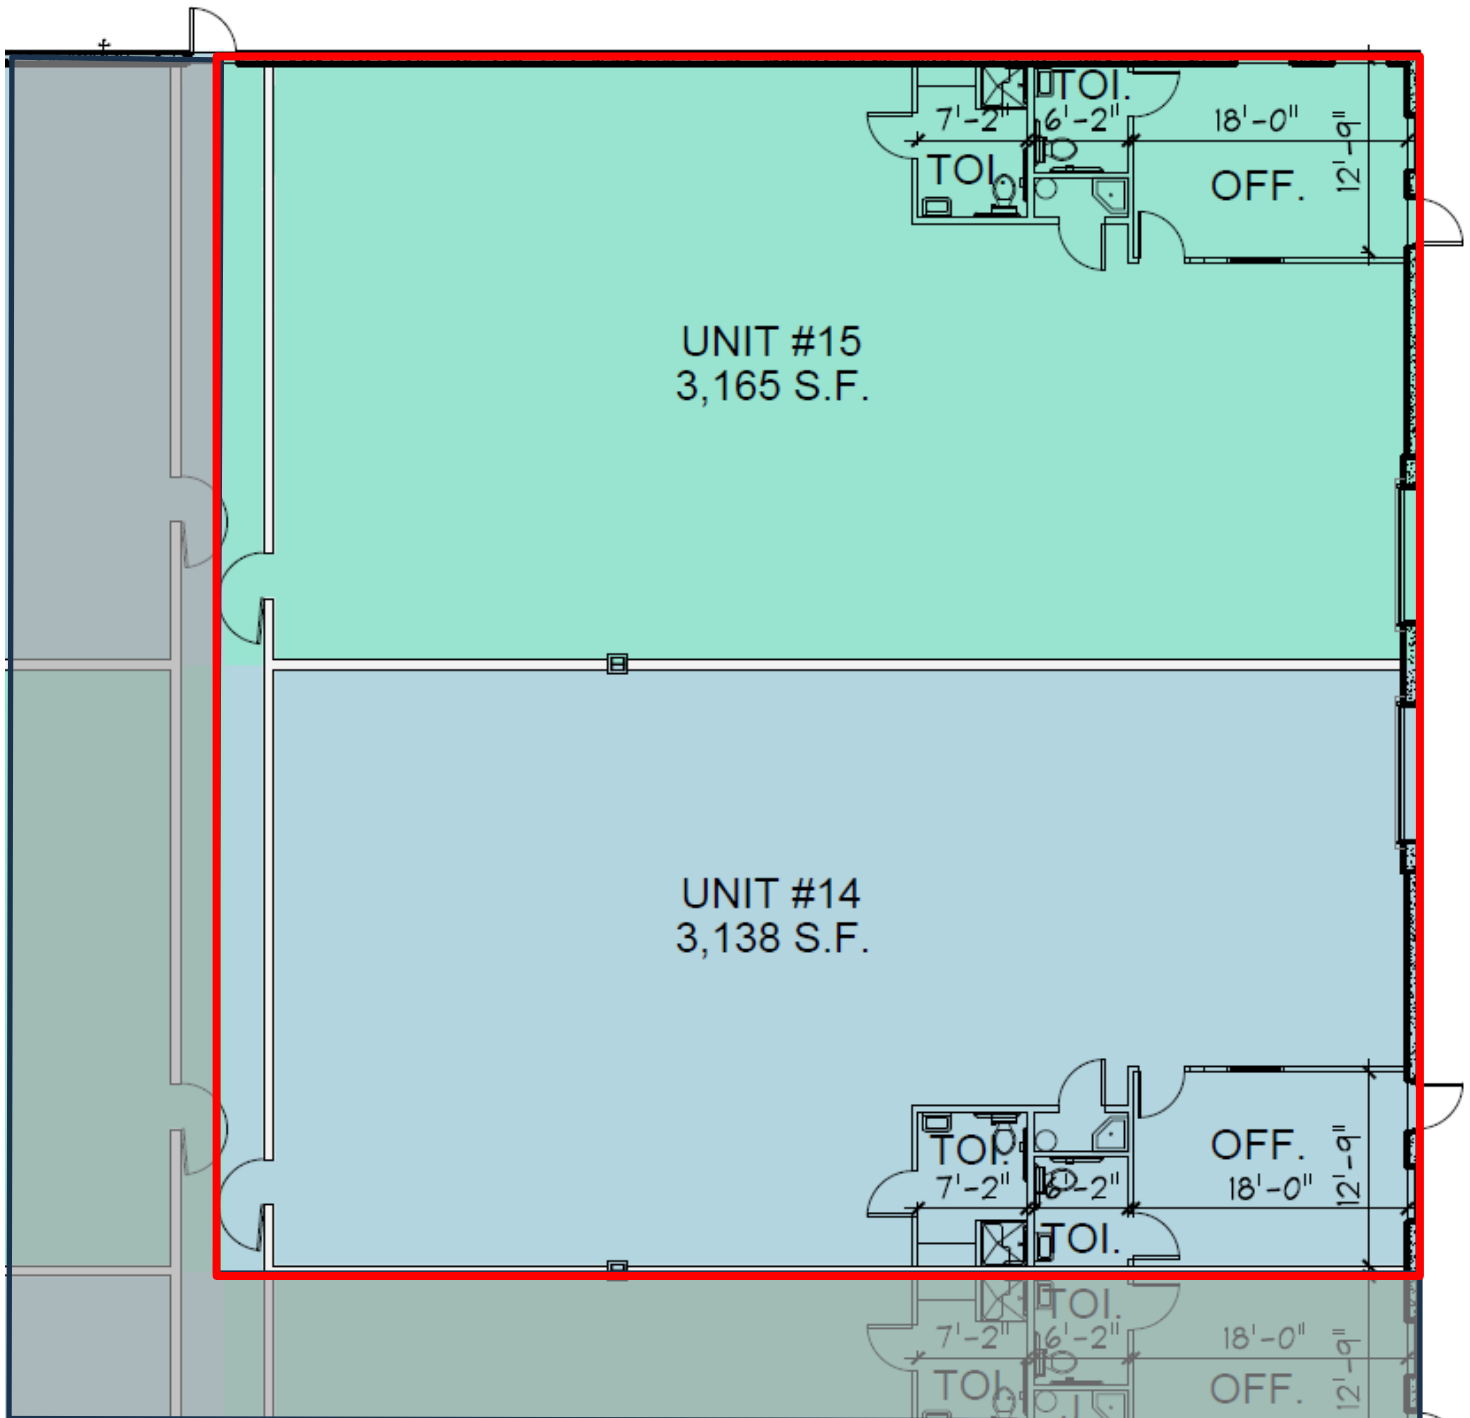 TOI.
7'-2" 6'-2" 18'-0" 12'-9"
TOI. OFF.
UNIT #15
3,165 S.F.
UNIT #14
3,138 S.F.
TOI. OFF.
7'-2" 6'-2" 18'-0" 12'-9"
TOI.
TOI.
7'-2" 6'-2" 18'-0" 12'-9"
TOI. OFF.